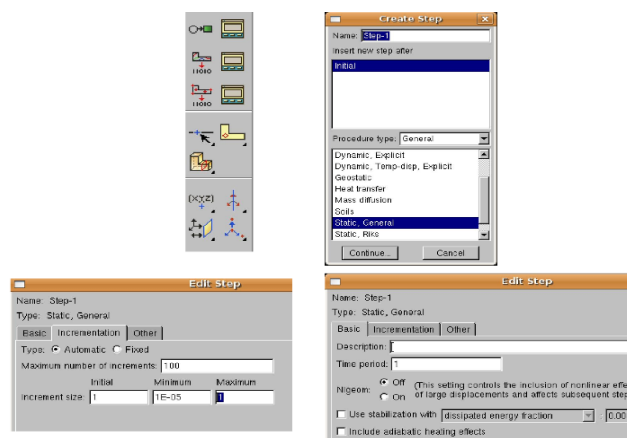 11010
11010
(XYZ)
Create Step
Name: Step-1
Insert new step after
Initial
Procedure type: General
Dynamic, Explicit
Dynamic, Temp-disp, Explicit
Geostatic
Heat transfer
Mass diffusion
Soils
Static, General
Static, Riks
Continue... Cancel
Edit Step
Name: Step-1
Type: Static, General
Basic Incrementation Other
Type: Automatic Fixed
Maximum number of increments: 100
Initial Minimum Maximum
Increment size: 1 1E-05 1
Edit Step
Name: Step-1
Type: Static, General
Basic Incrementation Other
Description:
Time period: 1
Nlgeom: Off (This setting controls the inclusion of nonlinear effe
On of large displacements and affects subsequent step
Use stabilization with dissipated energy fraction : 0.00
Include adiabatic heating effects